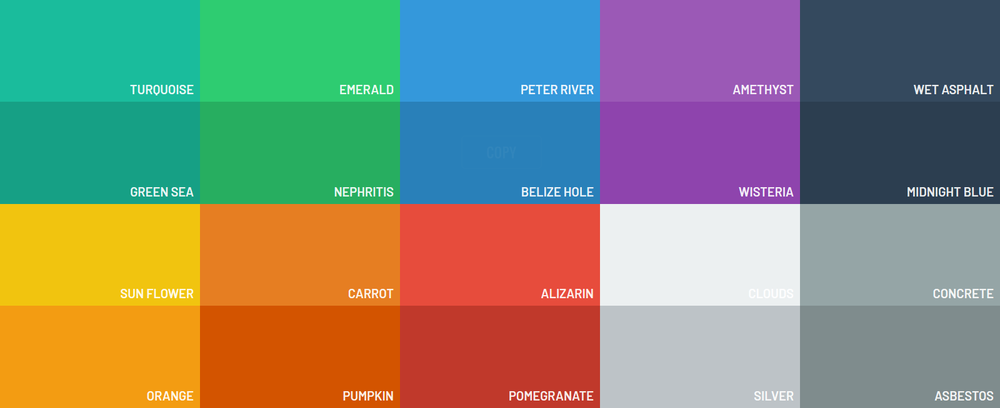 TURQUOISE
EMERALD
PETER RIVER
AMETHYST
WET ASPHALT
GREEN SEA
NEPHRITIS
COPY
BELIZE HOLE
WISTERIA
MIDNIGHT BLUE
SUN FLOWER
CARROT
ALIZARIN
CLOUDS
CONCRETE
ORANGE
PUMPKIN
POMEGRANATE
SILVER
ASBESTOS